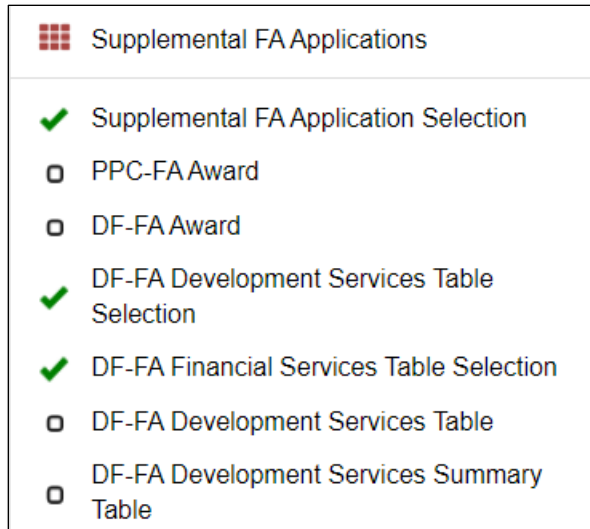 Supplemental FA Applications
Supplemental FA Application Selection
PPC-FA Award
DF-FA Award
DF-FA Development Services Table
Selection
DF-FA Financial Services Table Selection
DF-FA Development Services Table
DF-FA Development Services Summary
Table